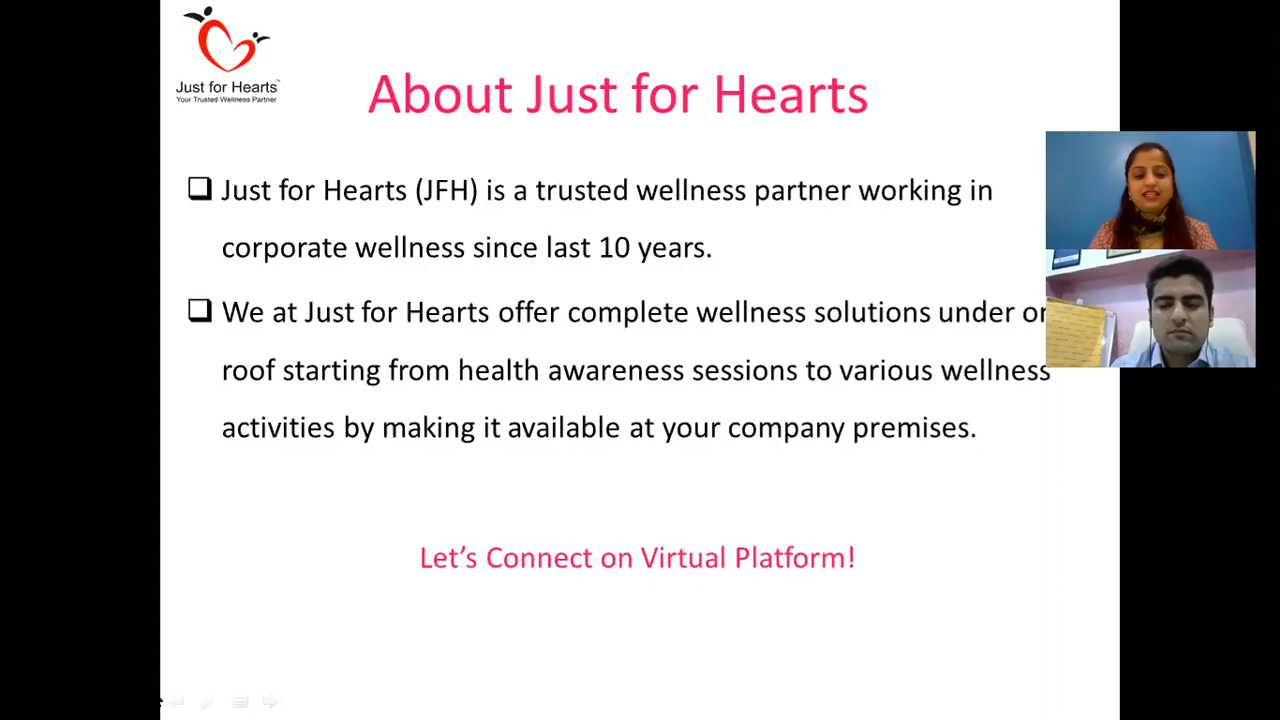 Just for Hearts™
Your Trusted Wellness Partner
About Just for Hearts
Just for Hearts (JFH) is a trusted wellness partner working in
corporate wellness since last 10 years.
We at Just for Hearts offer complete wellness solutions under
roof starting from health awareness sessions to various wellness
activities by making it available at your company premises.
Let’s Connect on Virtual Platform!